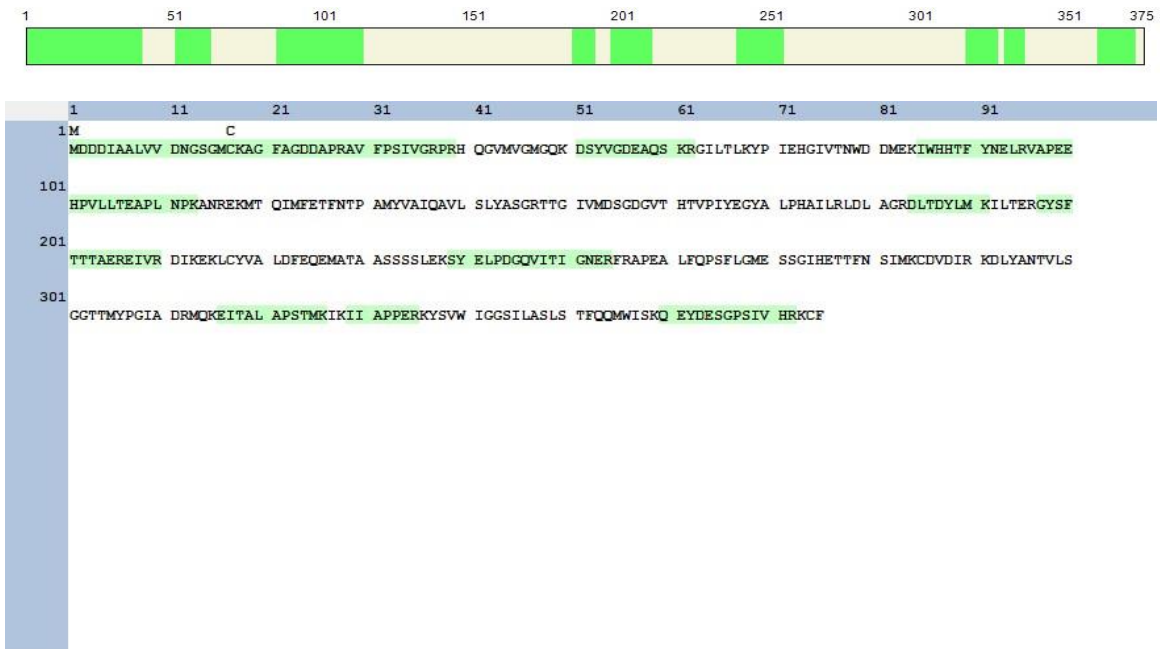 1 51 101 151 201 251 301 351 375
1 11 21 31 41 51 61 71 81 91
1 M C
MDDDIAALVV DNGSGMCKAG FAGDDAPRAV FPSIVGRPRH QGVMVGMGQK DSYVGDEAQS KRGILTLKYP IEHGIVTNWD DMEKIWHHTF YNELRVAPEE
101
HPVLLTEAPL NPKANREKMT QIMFETFNTP AMYVAIQAVL SLYASGRTTG IVMDSGDGVT HTVPIYEGYA LPHAILRLDL AGRDLTDYLM KILTERGYSF
201
TTTAEREIVR DIKEKLCYVA LDFEQEMATA ASSSSLEKSY ELPDGQVITI GNERFRAPEA LFQPSFLGME SSGIHETTFN SIMKCDVDIR KDLYANTVLS
301
GGTTMYPGIA DRMQKEITAL APSTMKIKII APPERKYSVW IGGSILASLS TFQQMWISKQ EYDESGPSIV HRKCF